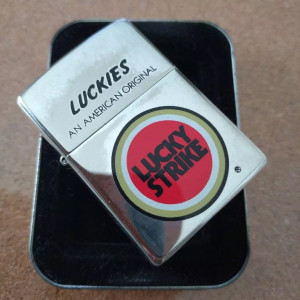 LUCKIES
AN AMERICAN ORIGINAL
LUCKY
STRIKE
®